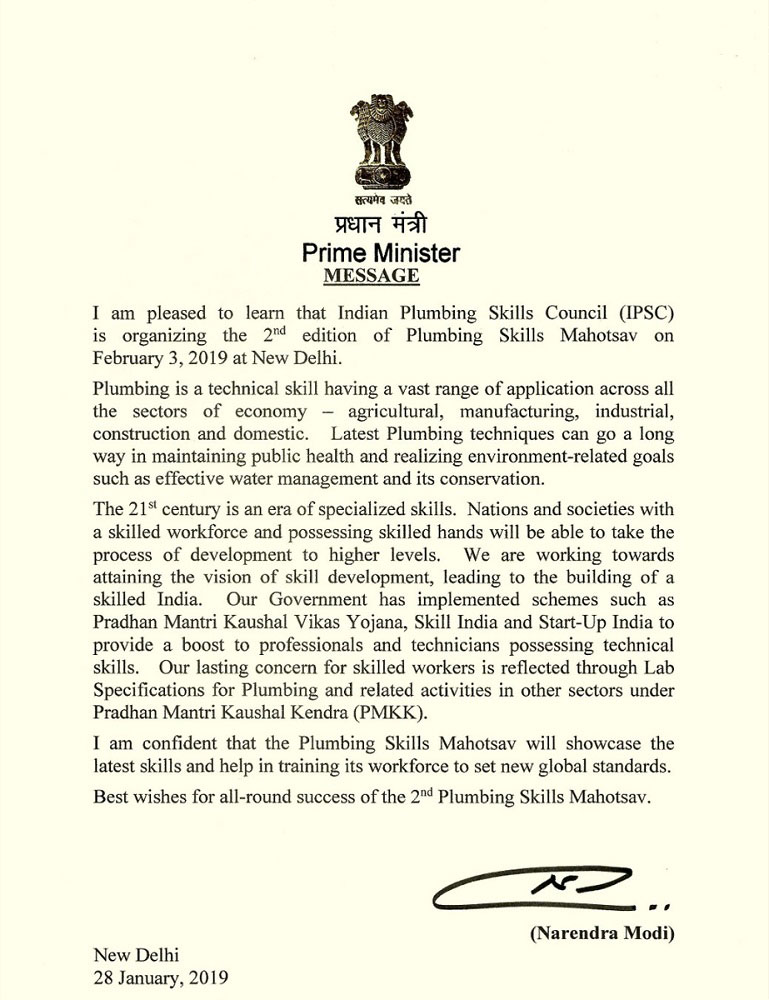 सत्यमेव जयते
प्रधान मंत्री
Prime Minister
MESSAGE
I am pleased to learn that Indian Plumbing Skills Council (IPSC)
is organizing the 2nd edition of Plumbing Skills Mahotsav on
February 3, 2019 at New Delhi.
Plumbing is a technical skill having a vast range of application across all
the sectors of economy – agricultural, manufacturing, industrial,
construction and domestic. Latest Plumbing techniques can go a long
way in maintaining public health and realizing environment-related goals
such as effective water management and its conservation.
The 21st century is an era of specialized skills. Nations and societies with
a skilled workforce and possessing skilled hands will be able to take the
process of development to higher levels. We are working towards
attaining the vision of skill development, leading to the building of a
skilled India. Our Government has implemented schemes such as
Pradhan Mantri Kaushal Vikas Yojana, Skill India and Start-Up India to
provide a boost to professionals and technicians possessing technical
skills. Our lasting concern for skilled workers is reflected through Lab
Specifications for Plumbing and related activities in other sectors under
Pradhan Mantri Kaushal Kendra (PMKK).
I am confident that the Plumbing Skills Mahotsav will showcase the
latest skills and help in training its workforce to set new global standards.
Best wishes for all-round success of the 2nd Plumbing Skills Mahotsav.
(Narendra Modi)
New Delhi
28 January, 2019